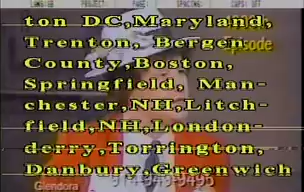 ton DC,Maryland,
Trenton, Bergen
County,Boston,
Episode
Springfield, Man-
chester,NH,Litch-
field,NH,London-
derry,Torrington,
Danbury,Greenwich
Glendora